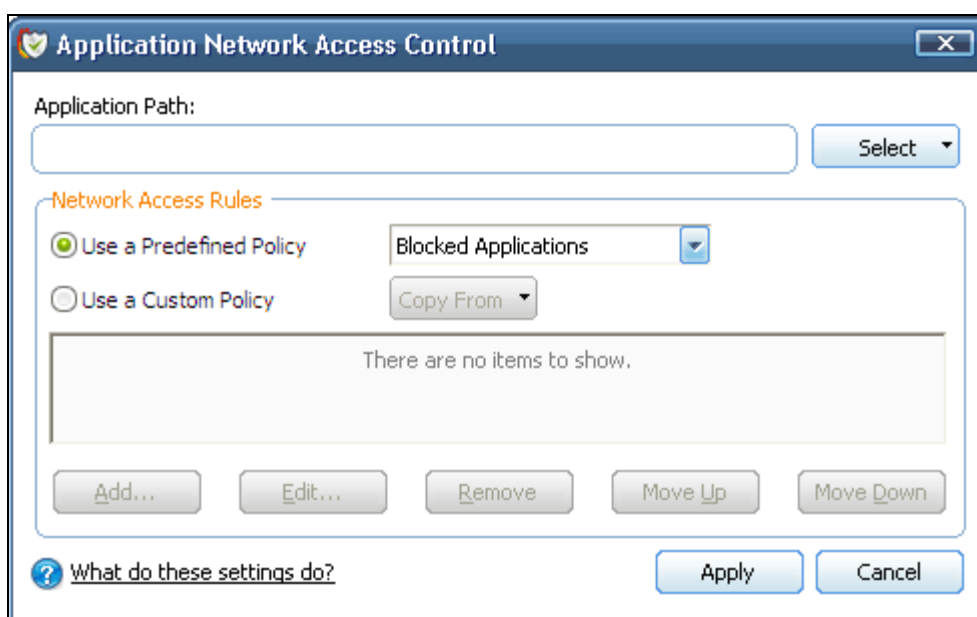 Application Network Access Control
Application Path:
Select
Network Access Rules
Use a Predefined Policy Blocked Applications
Use a Custom Policy Copy From
There are no items to show.
Add... Edit... Remove Move Up Move Down
? What do these settings do? Apply Cancel